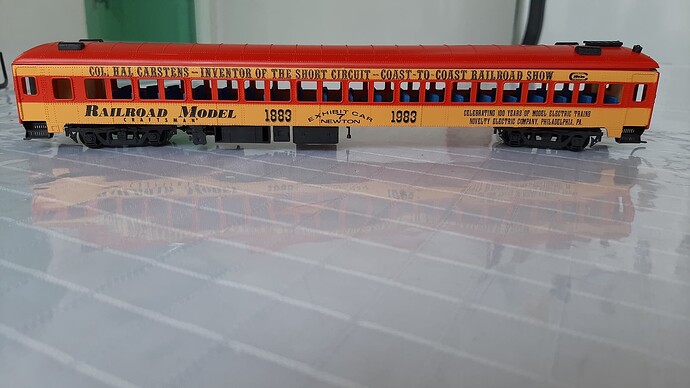 COL. HAL CARSTENS--INVENTOR OF THE SHORT CIRCUIT--COAST-TO-COAST RAILROAD SHOW
RAILROAD MODEL
CRAFTSMAN
1883
EXHIBIT CAR
NEWTON
1983
CELEBRATING 100 YEARS OF MODEL ELECTRIC TRAINS
NOVELTY ELECTRIC COMPANY, PHILADELPHIA, PA.